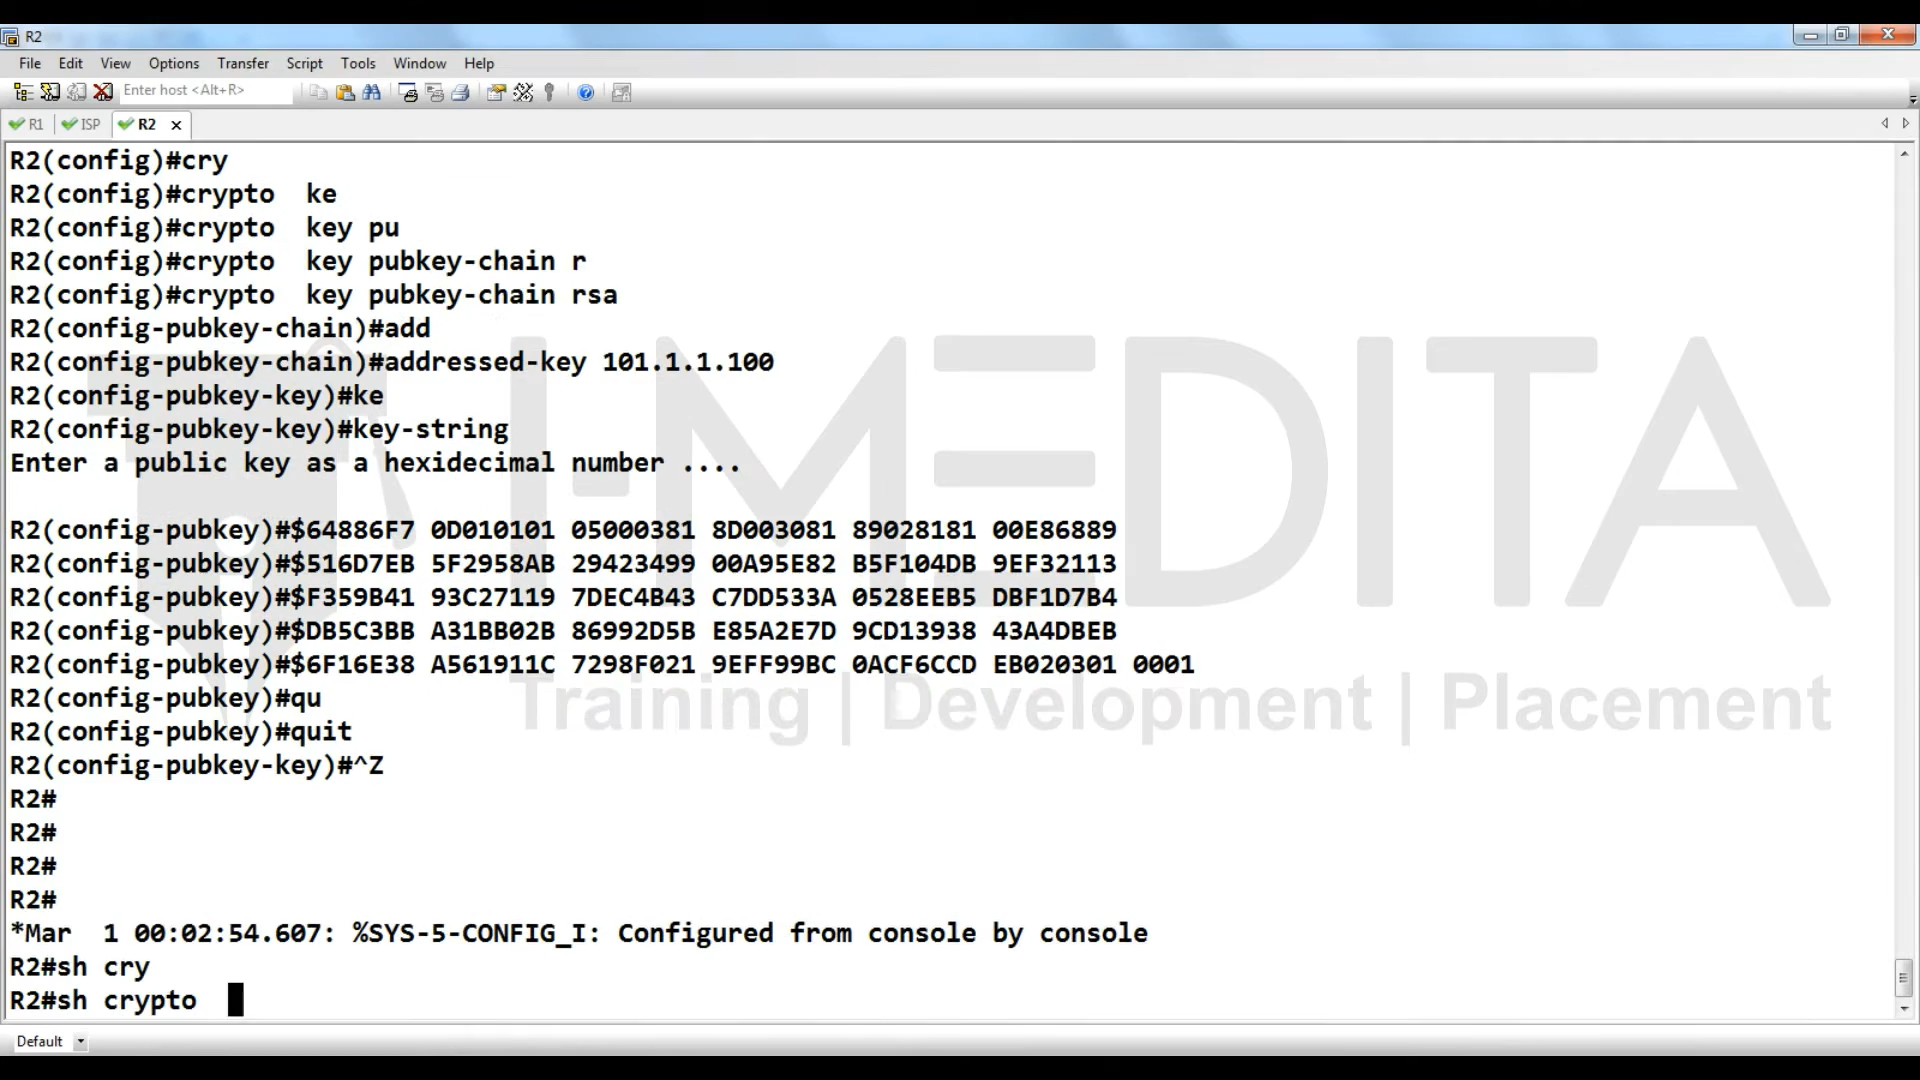 R2
File Edit View Options Transfer Script Tools Window Help
Enter host <Alt+R>
R1 ISP R2
R2(config)#cry
R2(config)#crypto  ke
R2(config)#crypto  key pu
R2(config)#crypto  key pubkey-chain r
R2(config)#crypto  key pubkey-chain rsa
R2(config-pubkey-chain)#add
R2(config-pubkey-chain)#addressed-key 101.1.1.100
R2(config-pubkey-key)#ke
R2(config-pubkey-key)#key-string
Enter a public key as a hexidecimal number ....
R2(config-pubkey)#$64886F7 0D010101 05000381 8D003081 89028181 00E86889
R2(config-pubkey)#$516D7EB 5F2958AB 29423499 00A95E82 B5F104DB 9EF32113
R2(config-pubkey)#$F359B41 93C27119 7DEC4B43 C7DD533A 0528EEB5 DBF1D7B4
R2(config-pubkey)#$DB5C3BB A31BB02B 86992D5B E85A2E7D 9CD13938 43A4DBEB
R2(config-pubkey)#$6F16E38 A561911C 7298F021 9EFF99BC 0ACF6CCD EB020301 0001
R2(config-pubkey)#qu
R2(config-pubkey)#quit
R2(config-pubkey-key)#^Z
R2#
R2#
R2#
R2#
*Mar  1 00:02:54.607: %SYS-5-CONFIG_I: Configured from console by console
R2#sh cry
R2#sh crypto
I-MEDITA
Training | Development | Placement
Default